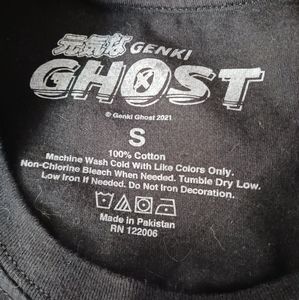 元気な GENKI
GHOST
© Genki Ghost 2021
S
100% Cotton
Machine Wash Cold With Like Colors Only.
Non-Chlorine Bleach When Needed. Tumble Dry Low.
Low Iron If Needed. Do Not Iron Decoration.
Made in Pakistan
RN 122006